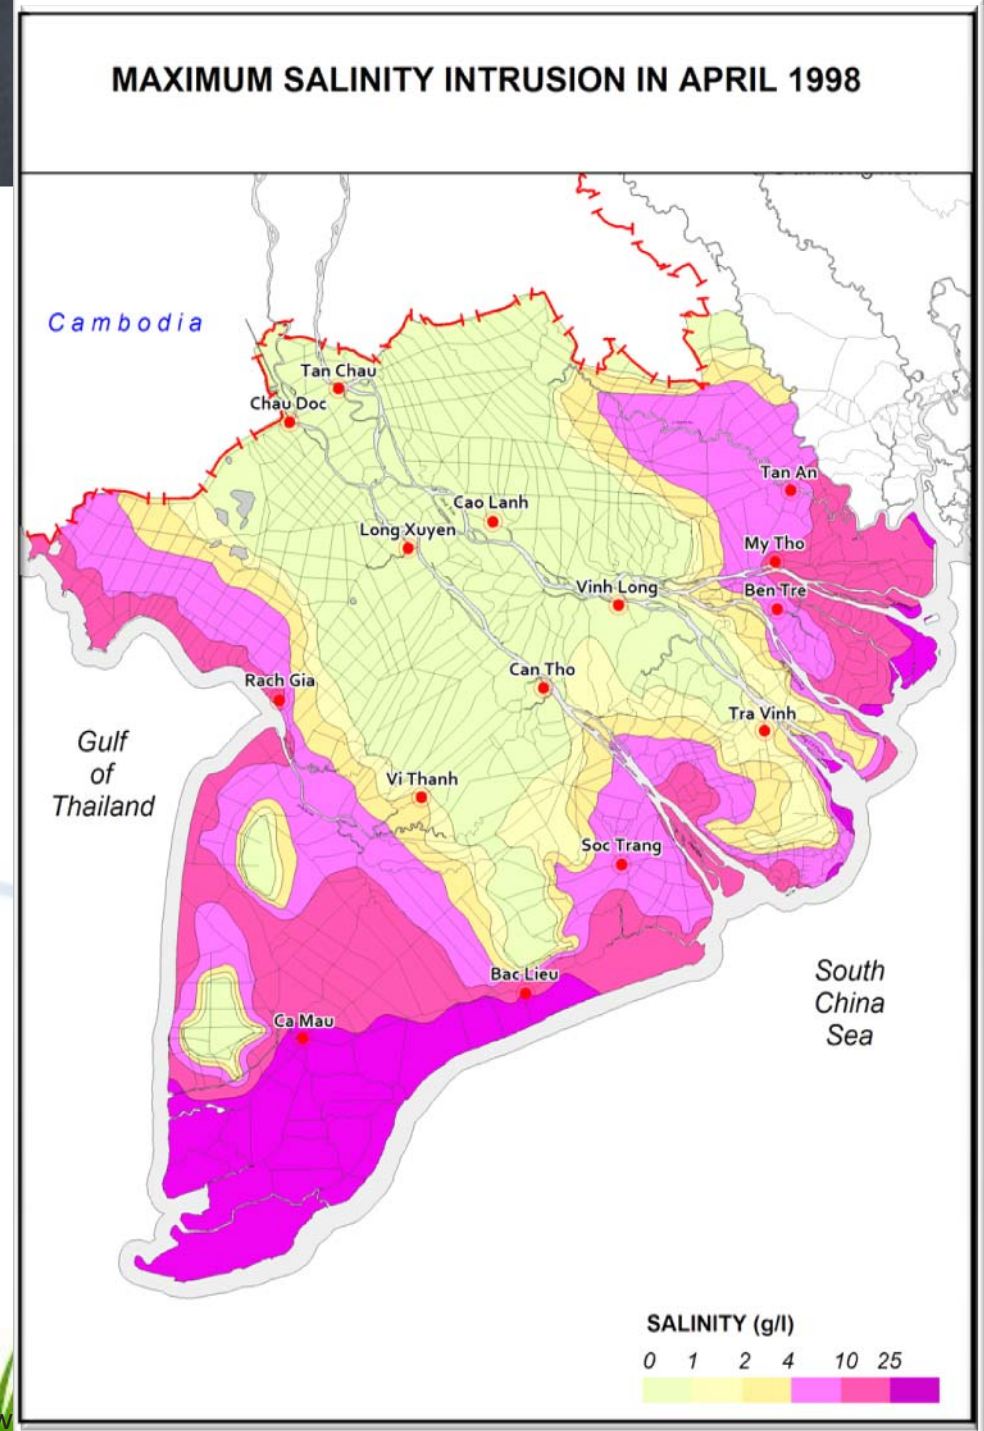 MAXIMUM SALINITY INTRUSION IN APRIL 1998
Cambodia
Tan Chau
Chau Doc
Tan An
Cao Lanh
Long Xuyen
My Tho
Vinh Long
Ben Tre
Can Tho
Rach Gia
Tra Vinh
Gulf
of
Thailand
Vi Thanh
Soc Trang
Bac Lieu
South
China
Sea
Ca Mau
SALINITY (g/l)
0 1 2 4 10 25
w